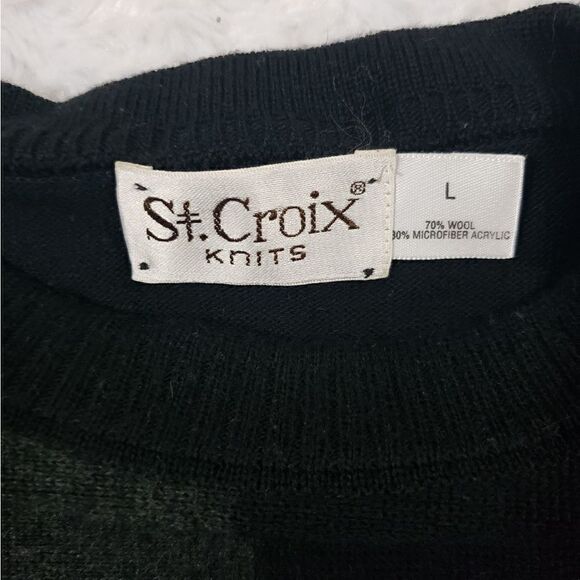 St. Croix®
KNITS
L
70% WOOL
30% MICROFIBER ACRYLIC